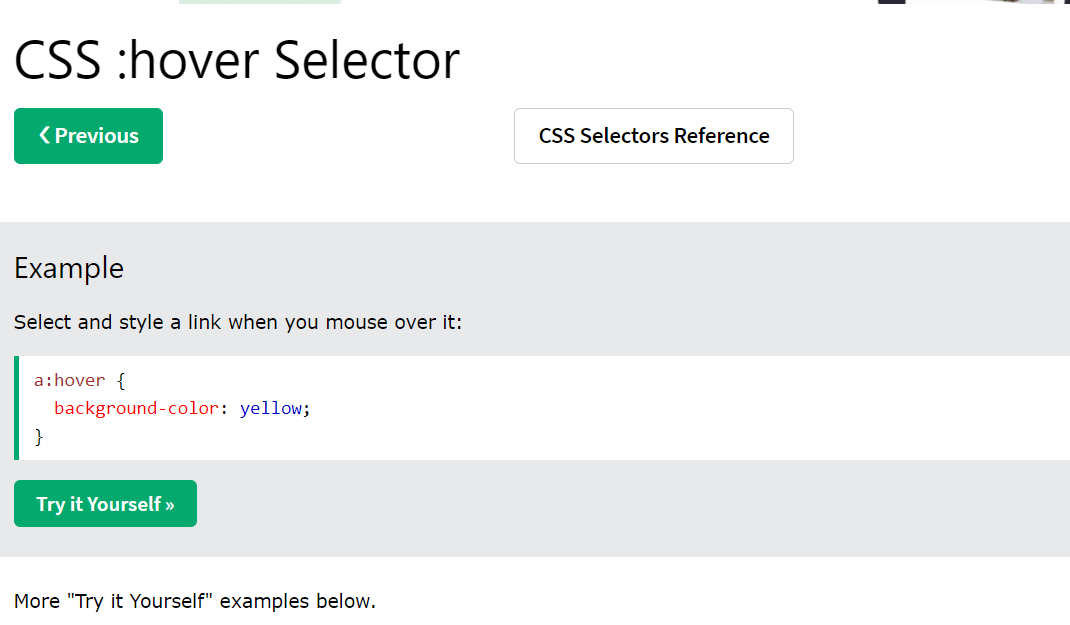 CSS :hover Selector
❮ Previous
CSS Selectors Reference
Example
Select and style a link when you mouse over it:
a:hover {
  background-color: yellow;
}
Try it Yourself »
More "Try it Yourself" examples below.